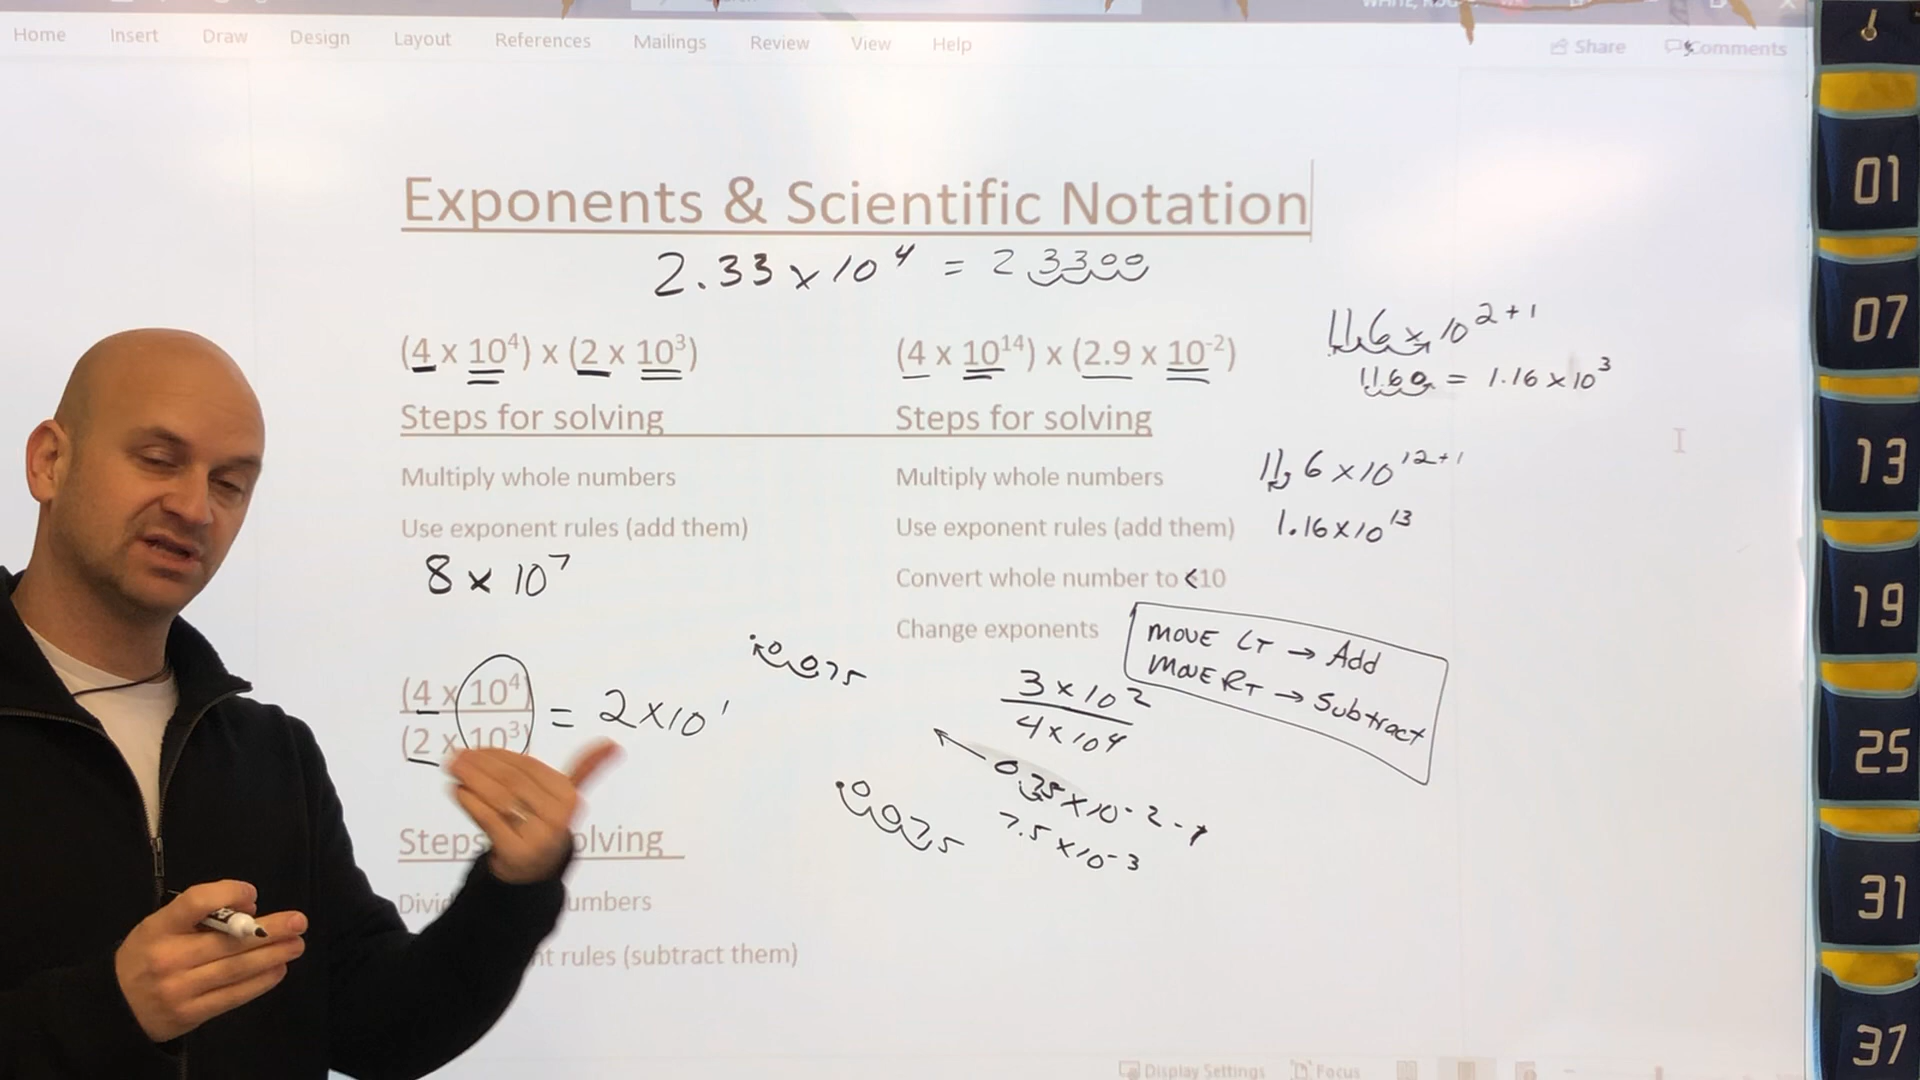 Home Insert Draw Design Layout References Mailings Review View Help Share Comments
Exponents & Scientific Notation
2.33 x 10⁴ = 23300
(4 x 10⁴) x (2 x 10³)
Steps for solving
Multiply whole numbers
Use exponent rules (add them)
8 x 10⁷
(4 x 10⁴)
(2 x 10³)
= 2 x 10¹
Steps olving
umbers
nt rules (subtract them)
(4 x 10¹⁴) x (2.9 x 10⁻²)
Steps for solving
Multiply whole numbers
Use exponent rules (add them)
Convert whole number to <10
Change exponents
11.6 x 10²⁺¹
1160 = 1.16 x 10³
11.6 x 10¹²⁺¹
1.16 x 10¹³
MOVE LT → Add
MOVE RT → Subtract
.0075
3 x 10²
4 x 10⁴
0.75 x 10⁻²⁻¹
7.5 x 10⁻³
.0075
Display Settings Focus
01
07
13
19
25
31
37